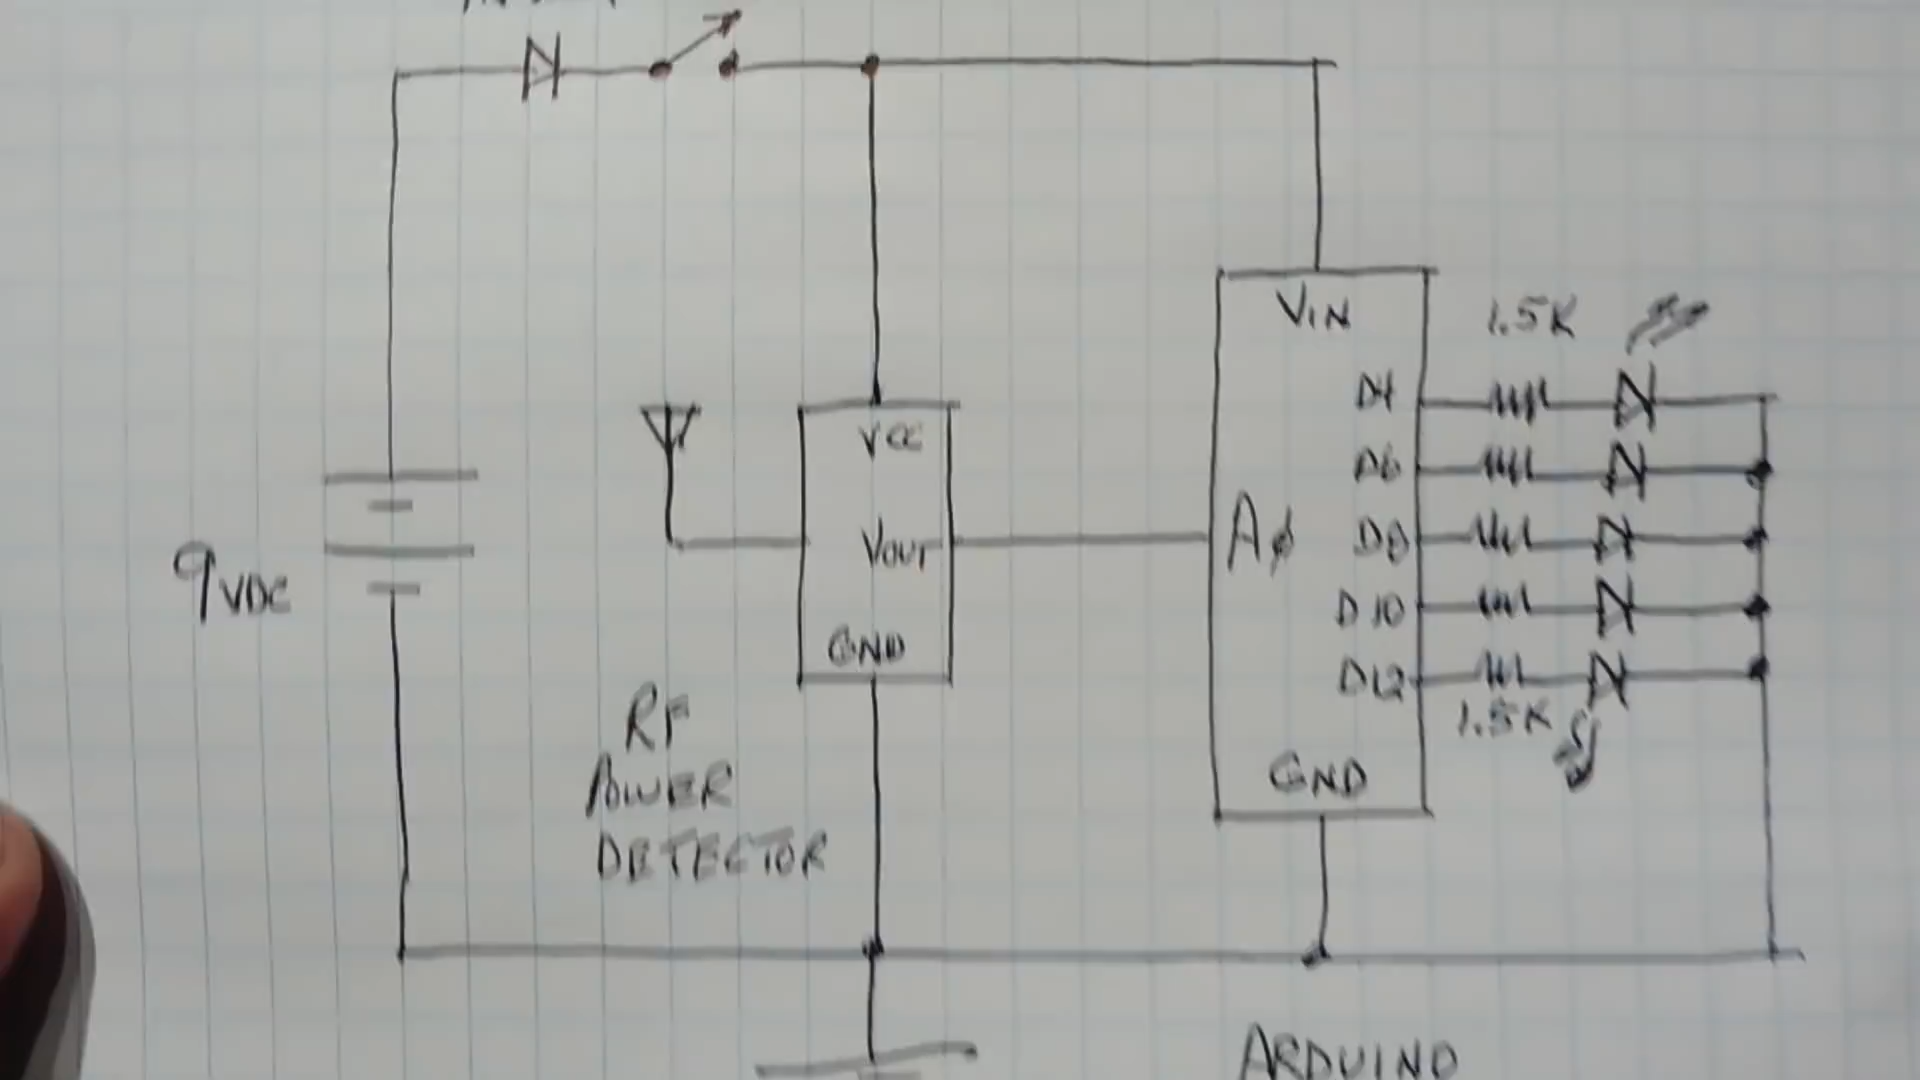 9VDC
VCC
VOUT
GND
RF
POWER
DETECTOR
VIN
AØ
D4
D6
D8
D10
D12
GND
1.5K
1.5K
ARDUINO